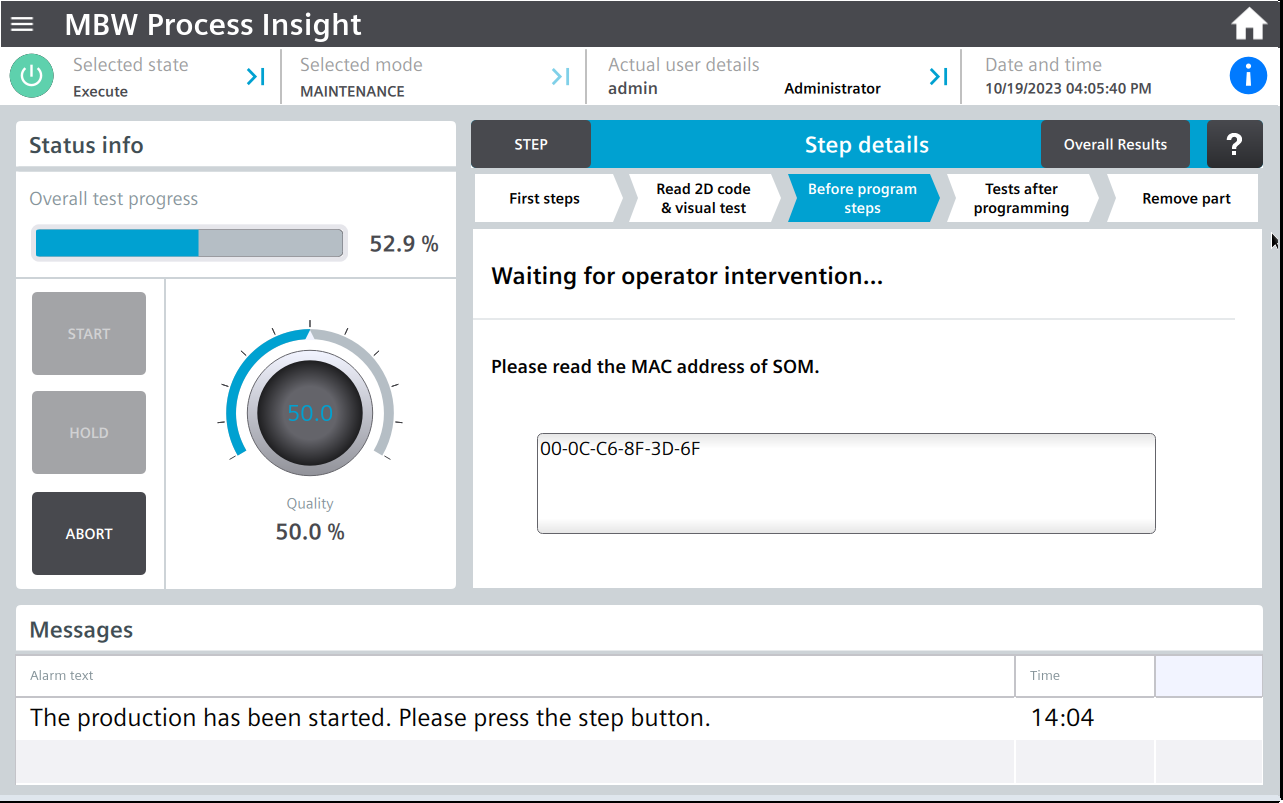 MBW Process Insight
Selected state
Execute
Selected mode
MAINTENANCE
Actual user details
admin
Administrator
Date and time
10/19/2023 04:05:40 PM
i
Status info
Overall test progress
52.9 %
START
HOLD
ABORT
50.0
Quality
50.0 %
STEP
Step details
Overall Results
?
First steps
Read 2D code
& visual test
Before program
steps
Tests after
programming
Remove part
Waiting for operator intervention...
Please read the MAC address of SOM.
00-0C-C6-8F-3D-6F
Messages
Alarm text
Time
The production has been started. Please press the step button.
14:04